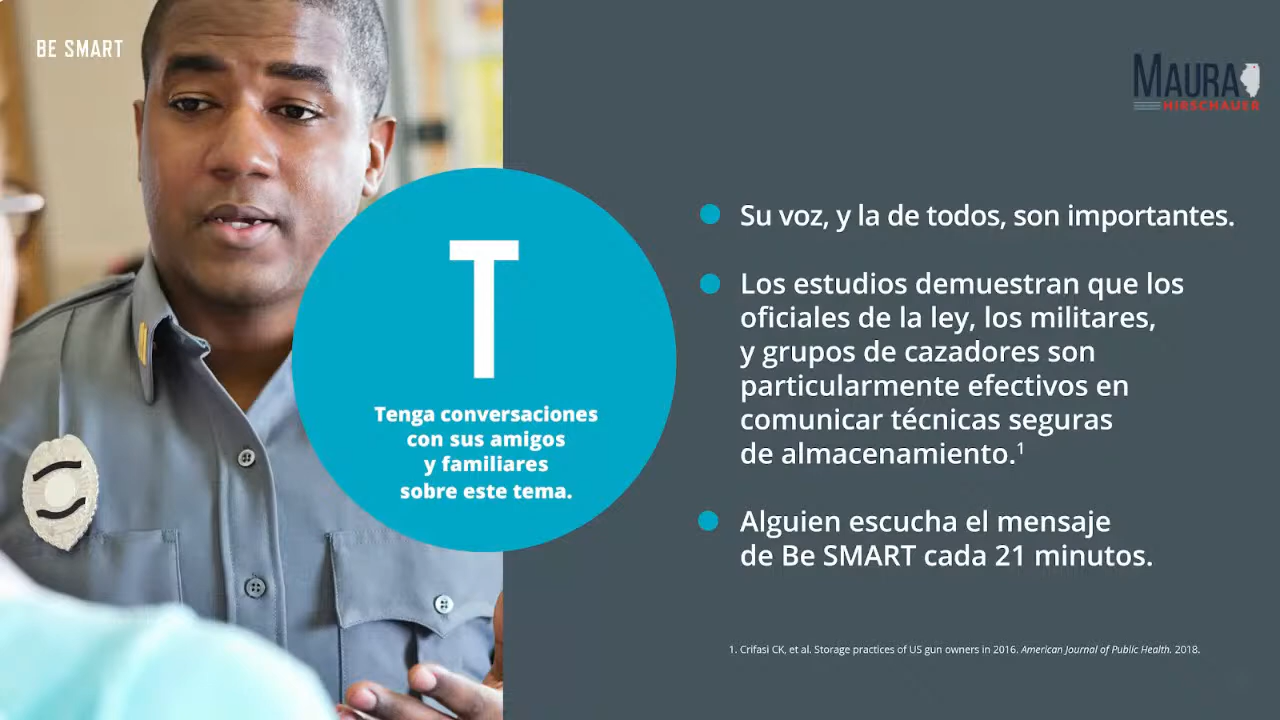 BE SMART
MAURA
HIRSCHAUER
T
Tenga conversaciones
con sus amigos
y familiares
sobre este tema.
Su voz, y la de todos, son importantes.
Los estudios demuestran que los
oficiales de la ley, los militares,
y grupos de cazadores son
particularmente efectivos en
comunicar técnicas seguras
de almacenamiento.1
Alguien escucha el mensaje
de Be SMART cada 21 minutos.
1. Crifasi CK, et al. Storage practices of US gun owners in 2016. American Journal of Public Health. 2018.